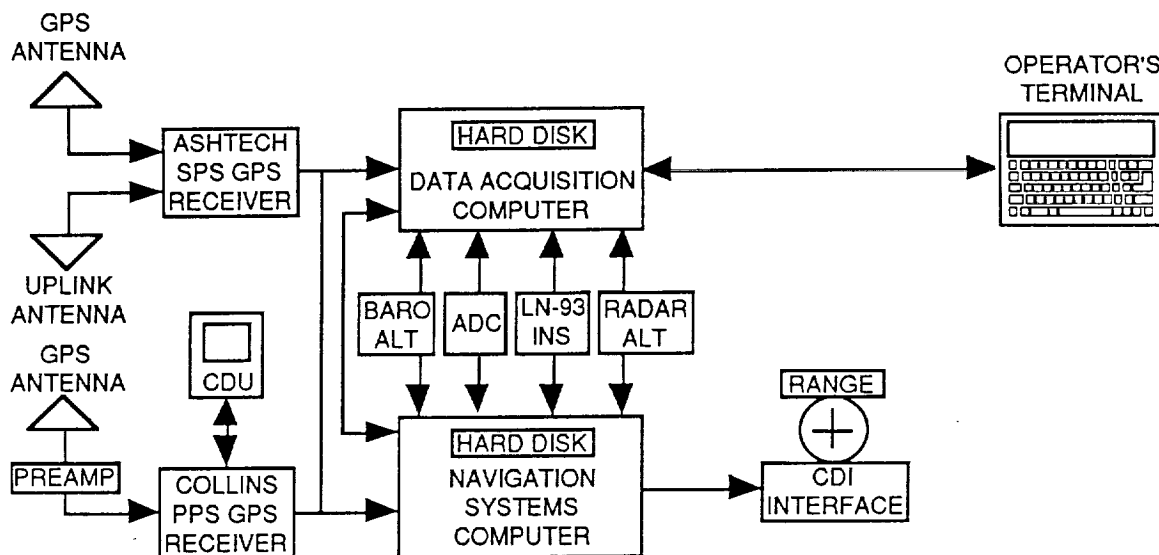 GPS
ANTENNA
ASHTECH
SPS GPS
RECEIVER
UPLINK
ANTENNA
HARD DISK
DATA ACQUISITION
COMPUTER
OPERATOR'S
TERMINAL
BARO
ALT
ADC
LN-93
INS
RADAR
ALT
GPS
ANTENNA
CDU
PREAMP
COLLINS
PPS GPS
RECEIVER
HARD DISK
NAVIGATION
SYSTEMS
COMPUTER
RANGE
CDI
INTERFACE